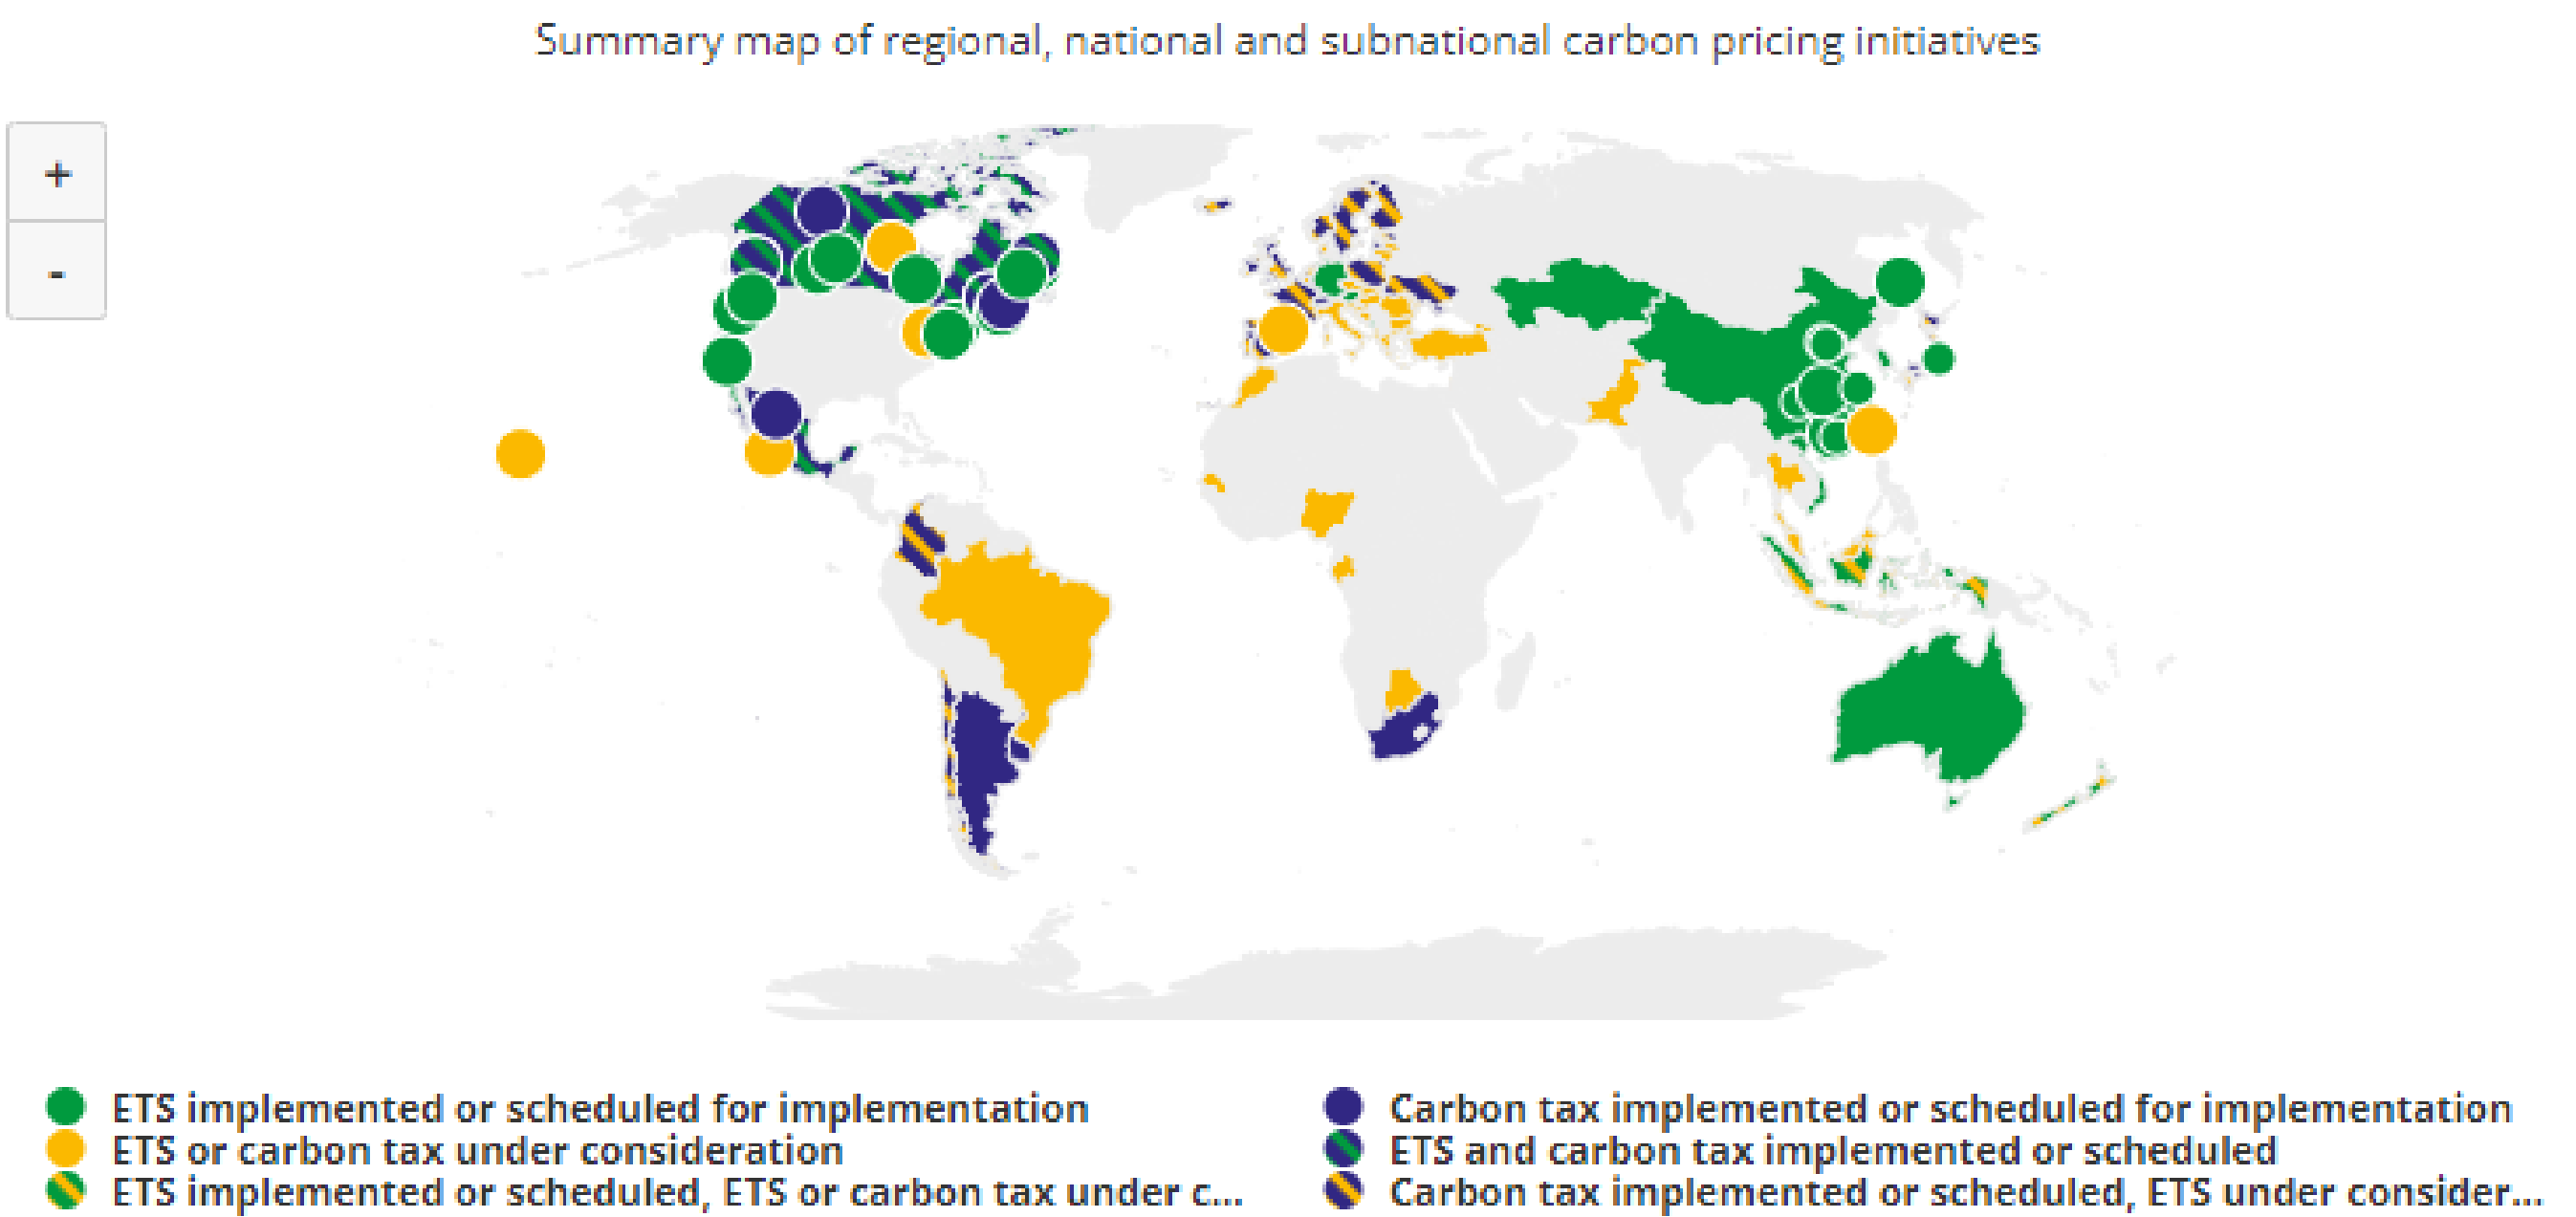 Summary map of regional, national and subnational carbon pricing initiatives
+
-
ETS implemented or scheduled for implementation
Carbon tax implemented or scheduled for implementation
ETS or carbon tax under consideration
ETS and carbon tax implemented or scheduled
ETS implemented or scheduled, ETS or carbon tax under c...
Carbon tax implemented or scheduled, ETS under consider...